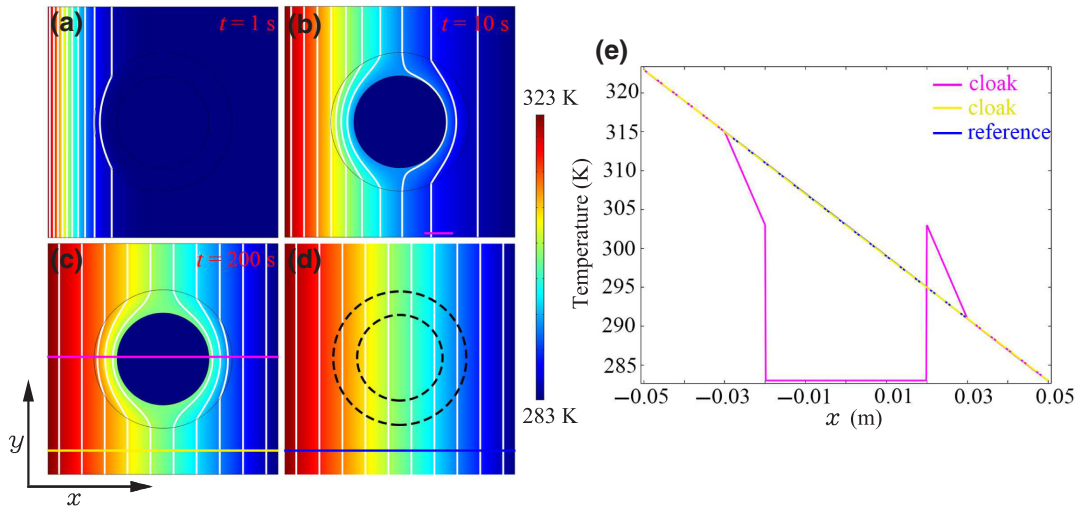 (a)
t = 1 s
(b)
t = 10 s
(c)
t = 200 s
(d)
323 K
283 K
y
x
(e)
cloak
cloak
reference
Temperature (K)
320
315
310
305
300
295
290
285
−0.05
−0.03
−0.01
0.01
0.03
0.05
x (m)